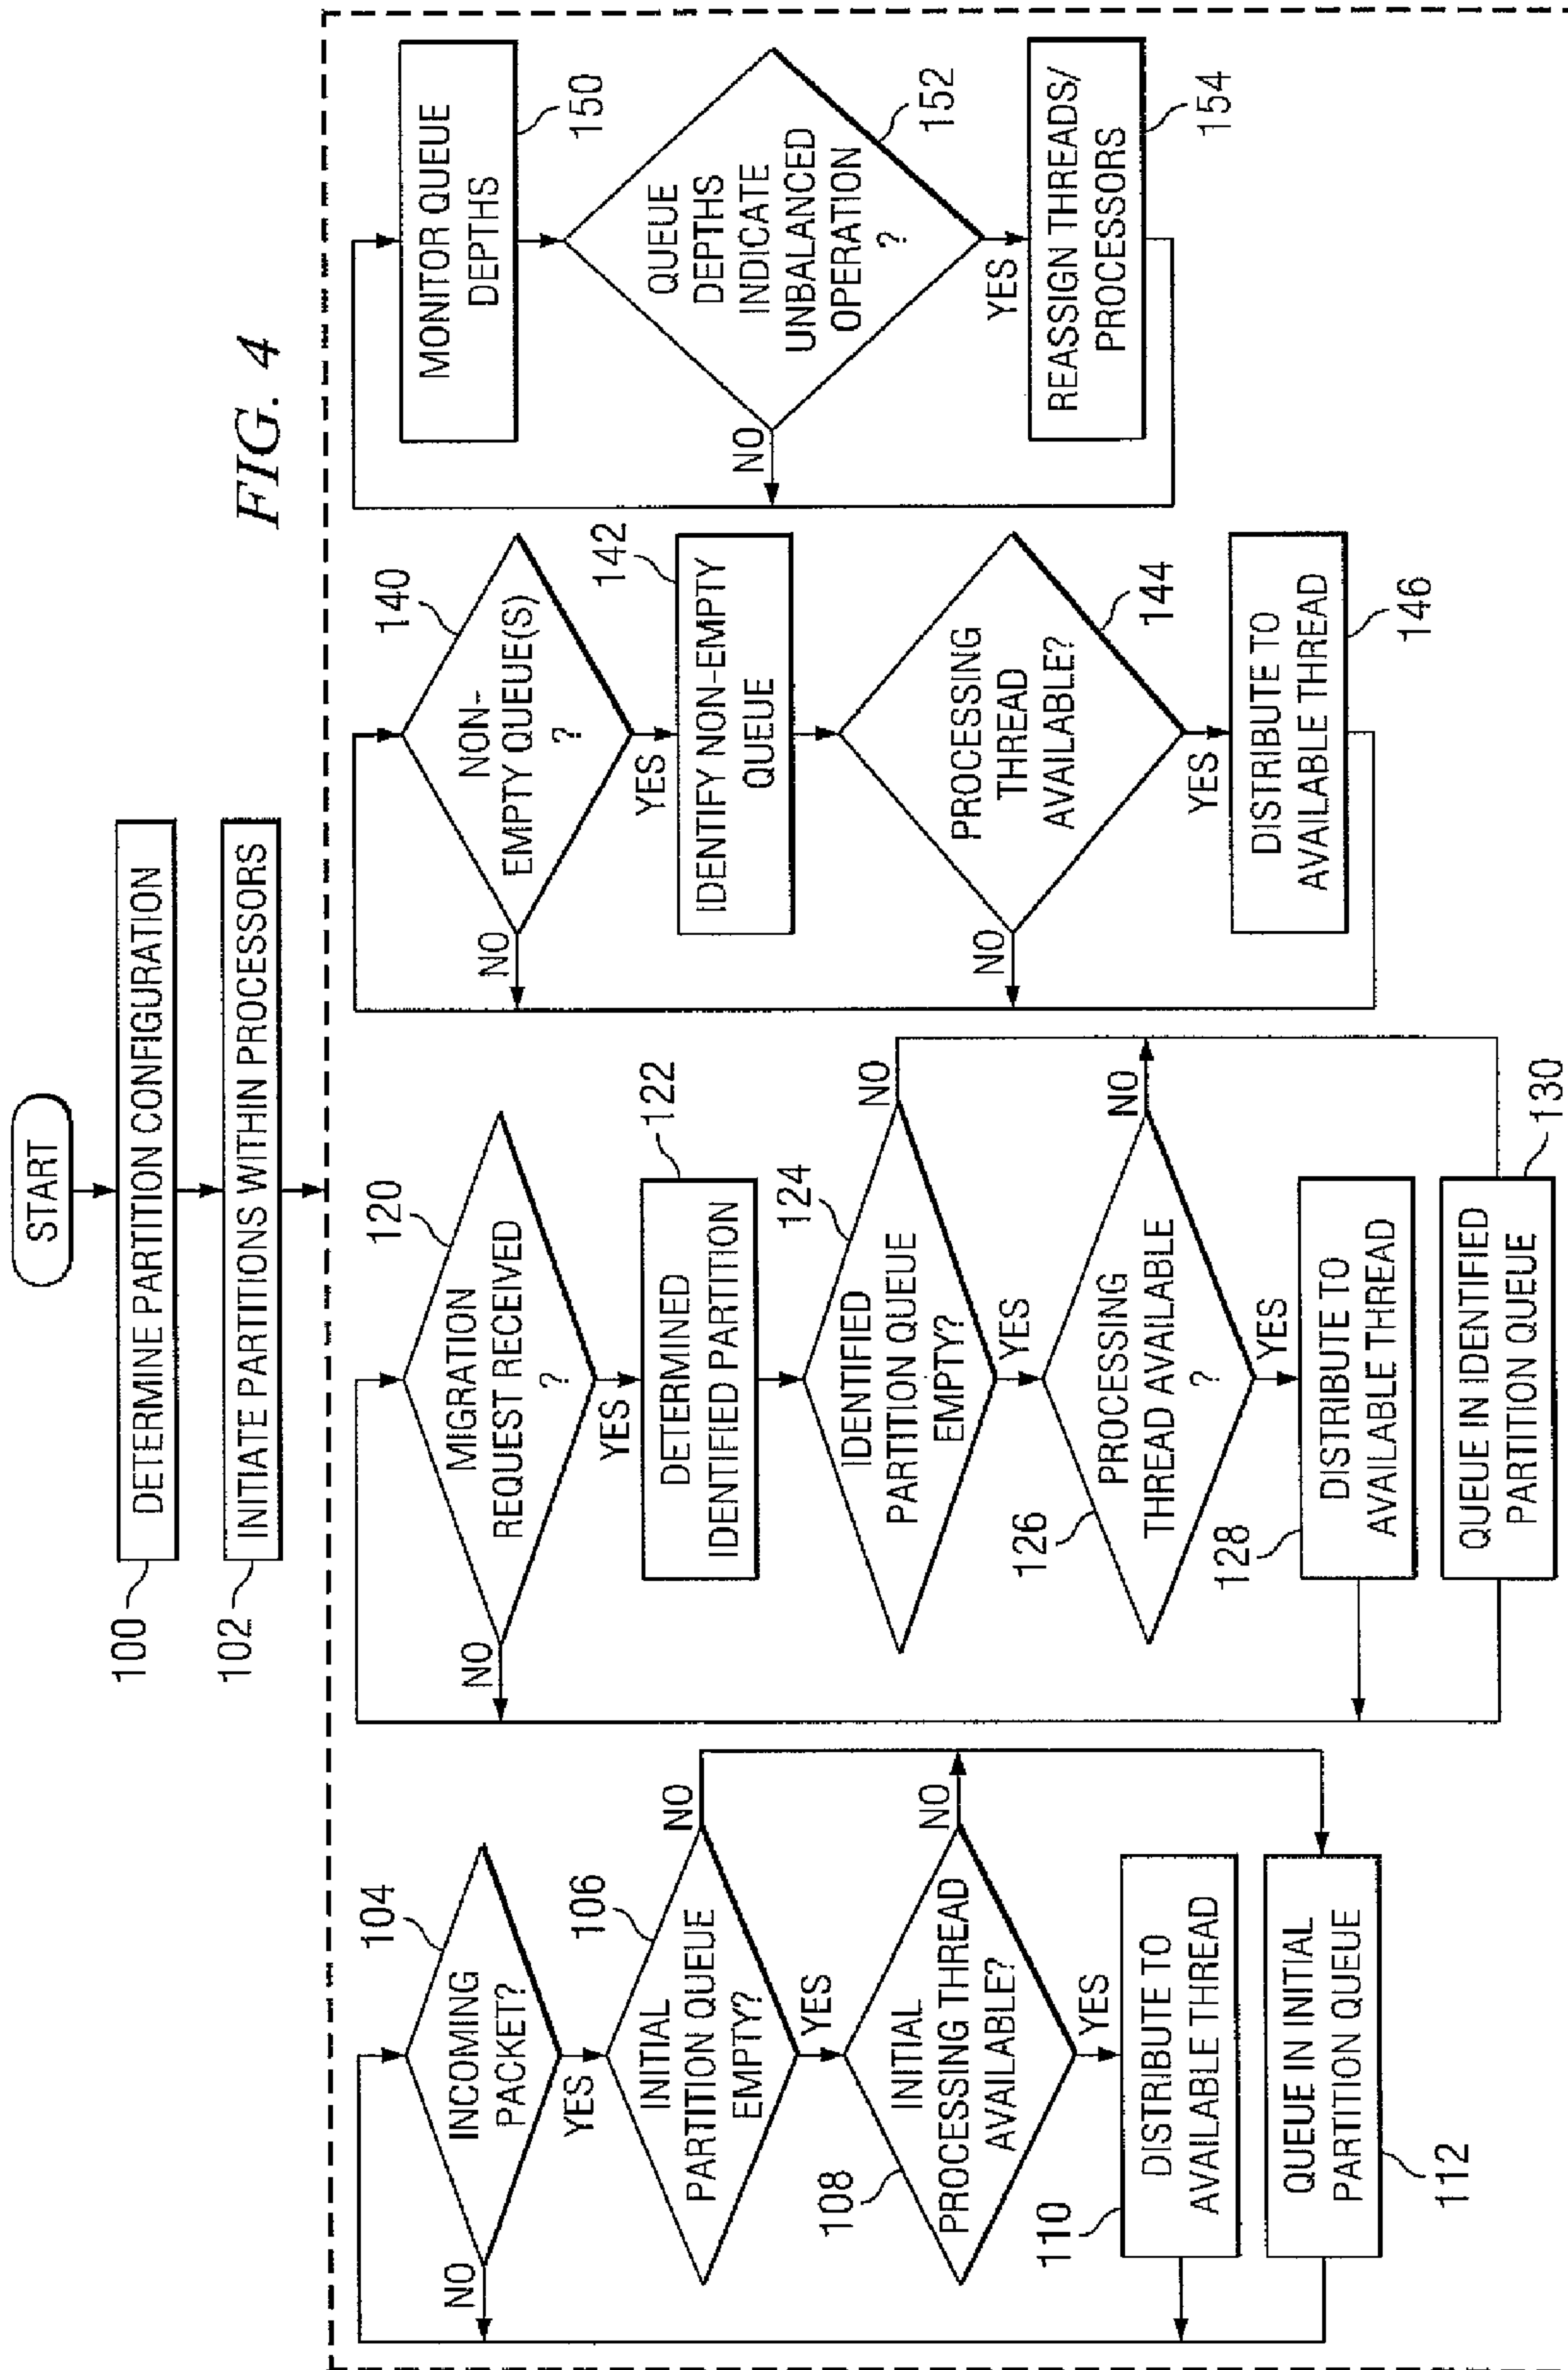 FIG. 4
START
100
DETERMINE PARTITION CONFIGURATION
102
INITIATE PARTITIONS WITHIN PROCESSORS
104
INCOMING
PACKET?
NO
YES
106
INITIAL
PARTITION QUEUE
EMPTY?
NO
YES
108
INITIAL
PROCESSING THREAD
AVAILABLE?
NO
YES
110
DISTRIBUTE TO
AVAILABLE THREAD
QUEUE IN INITIAL
PARTITION QUEUE
112
120
MIGRATION
REQUEST RECEIVED
?
NO
YES
122
DETERMINED
IDENTIFIED PARTITION
124
IDENTIFIED
PARTITION QUEUE
EMPTY?
NO
YES
126
PROCESSING
THREAD AVAILABLE
?
NO
YES
128
DISTRIBUTE TO
AVAILABLE THREAD
QUEUE IN IDENTIFIED
PARTITION QUEUE
130
140
NON-
EMPTY QUEUE(S)
?
NO
YES
142
IDENTIFY NON-EMPTY
QUEUE
PROCESSING
THREAD
AVAILABLE?
144
NO
YES
DISTRIBUTE TO
AVAILABLE THREAD
146
MONITOR QUEUE
DEPTHS
150
QUEUE
DEPTHS
INDICATE
UNBALANCED
OPERATION
?
152
NO
YES
REASSIGN THREADS/
PROCESSORS
154